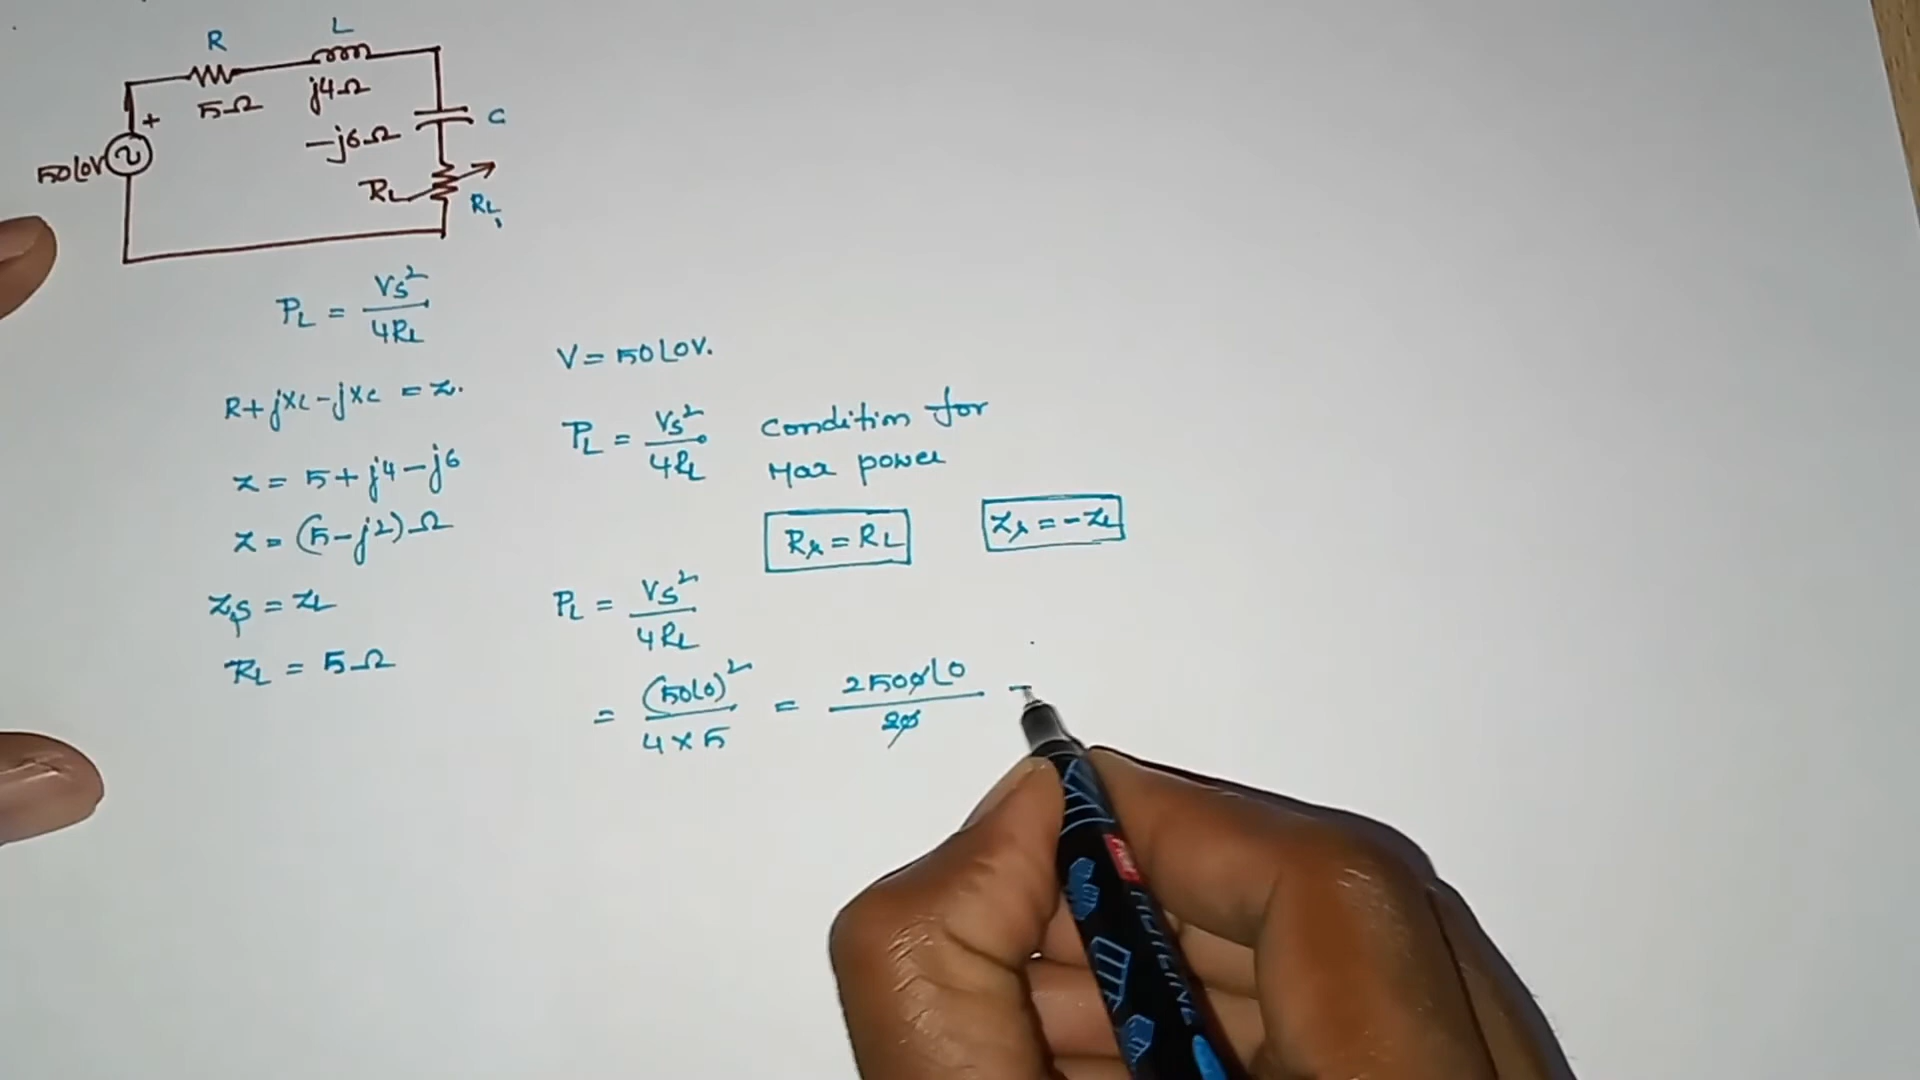 R
L
5Ω
j4Ω
+
-j6Ω
C
50∠0V
RL
RL
PL = Vs²/4RL
R+jXL-jXC = Z.
Z = 5+j4-j6
Z = (5-j2)Ω
Zs = ZL
RL = 5Ω
V = 50∠0V.
PL = Vs²/4RL
Condition for
Max power
Rs = RL
Xs = -XL
PL = Vs²/4RL
= (50∠0)²/4×5 = 2500∠0/20